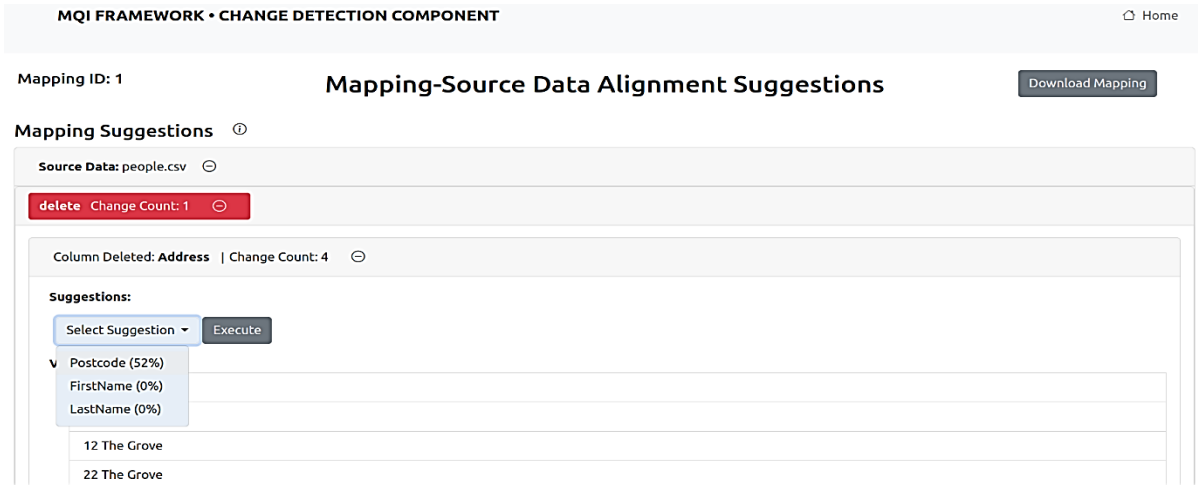 MQI FRAMEWORK • CHANGE DETECTION COMPONENT
Home
Mapping ID: 1
Mapping-Source Data Alignment Suggestions
Download Mapping
Mapping Suggestions
Source Data: people.csv
delete Change Count: 1
Column Deleted: Address | Change Count: 4
Suggestions:
Select Suggestion
Execute
Postcode (52%)
FirstName (0%)
LastName (0%)
12 The Grove
22 The Grove